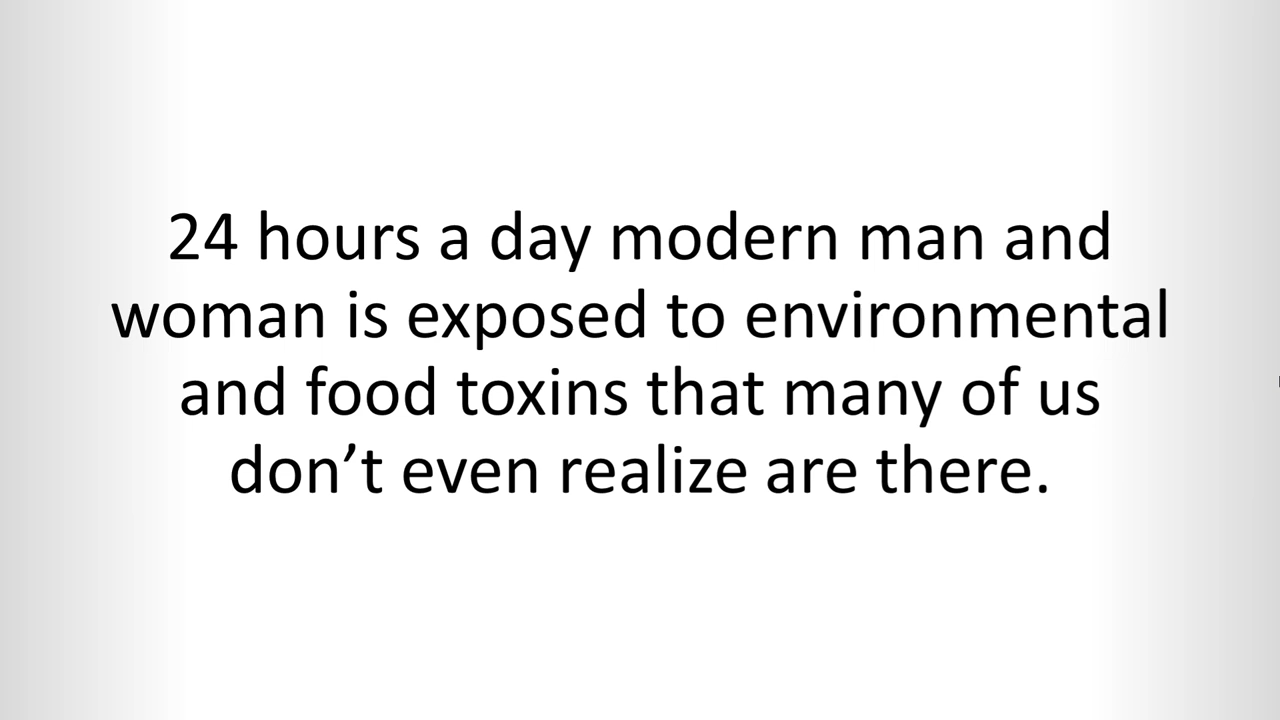 24 hours a day modern man and
woman is exposed to environmental
and food toxins that many of us
don’t even realize are there.